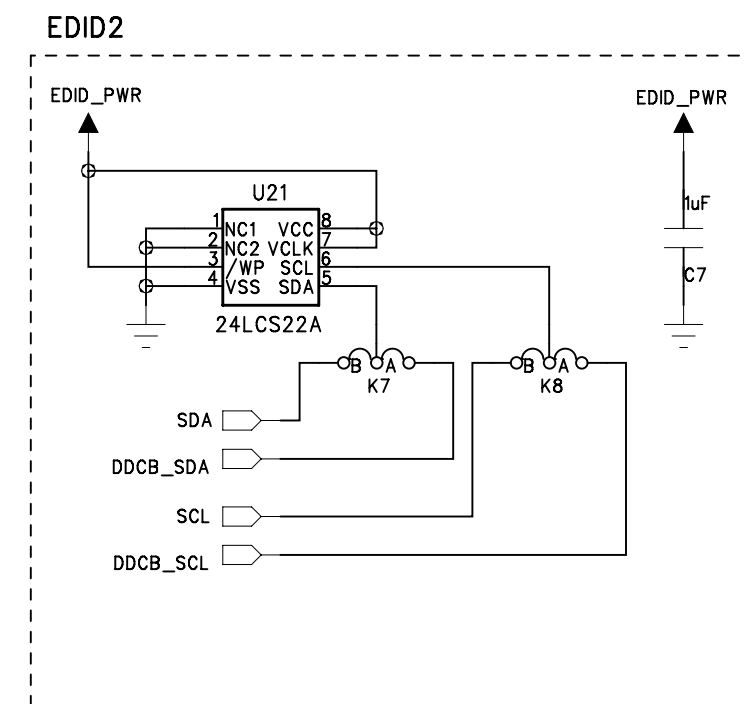 EDID2
EDID_PWR
EDID_PWR
U21
1 NC1 VCC 8
2 NC2 VCLK 7
3 /WP SCL 6
4 VSS SDA 5
24LCS22A
1uF
C7
B A
K7
B A
K8
SDA
DDCB_SDA
SCL
DDCB_SCL